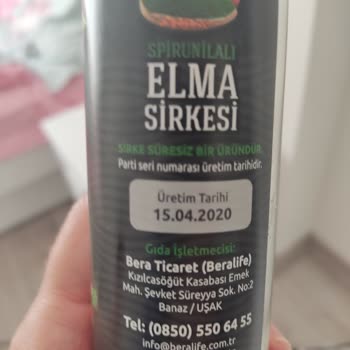 SPİRUNİLALI
ELMA
SİRKESİ
SİRKE SÜRESİZ BİR ÜRÜNDÜR.
Parti seri numarası üretim tarihidir.
Üretim Tarihi
15.04.2020
Gıda İşletmecisi:
Bera Ticaret (Beralife)
Kızılcasöğüt Kasabası Emek
Mah. Şevket Süreyya Sok. No:2
Banaz / UŞAK
Tel: (0850) 550 64 55
info@beralife.com.tr